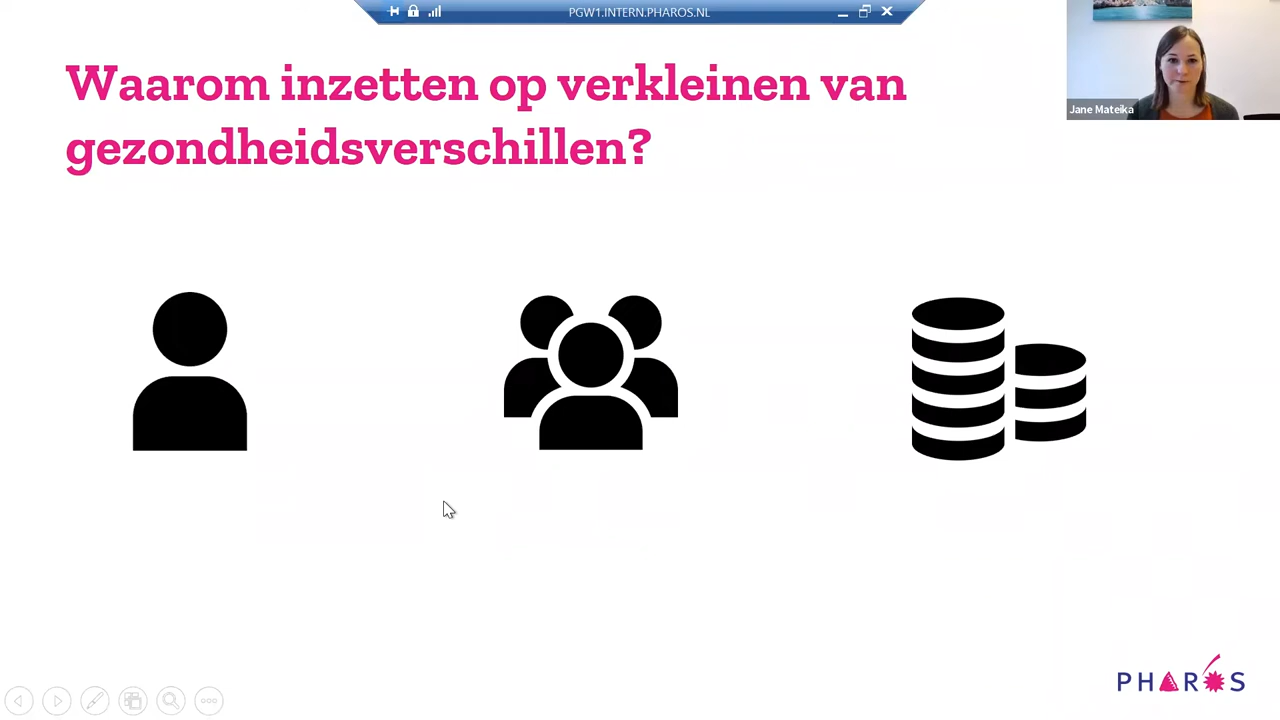 PGW1.INTERN.PHAROS.NL
Waarom inzetten op verkleinen van
gezondheidsverschillen?
Jane Mateika
PHAROS